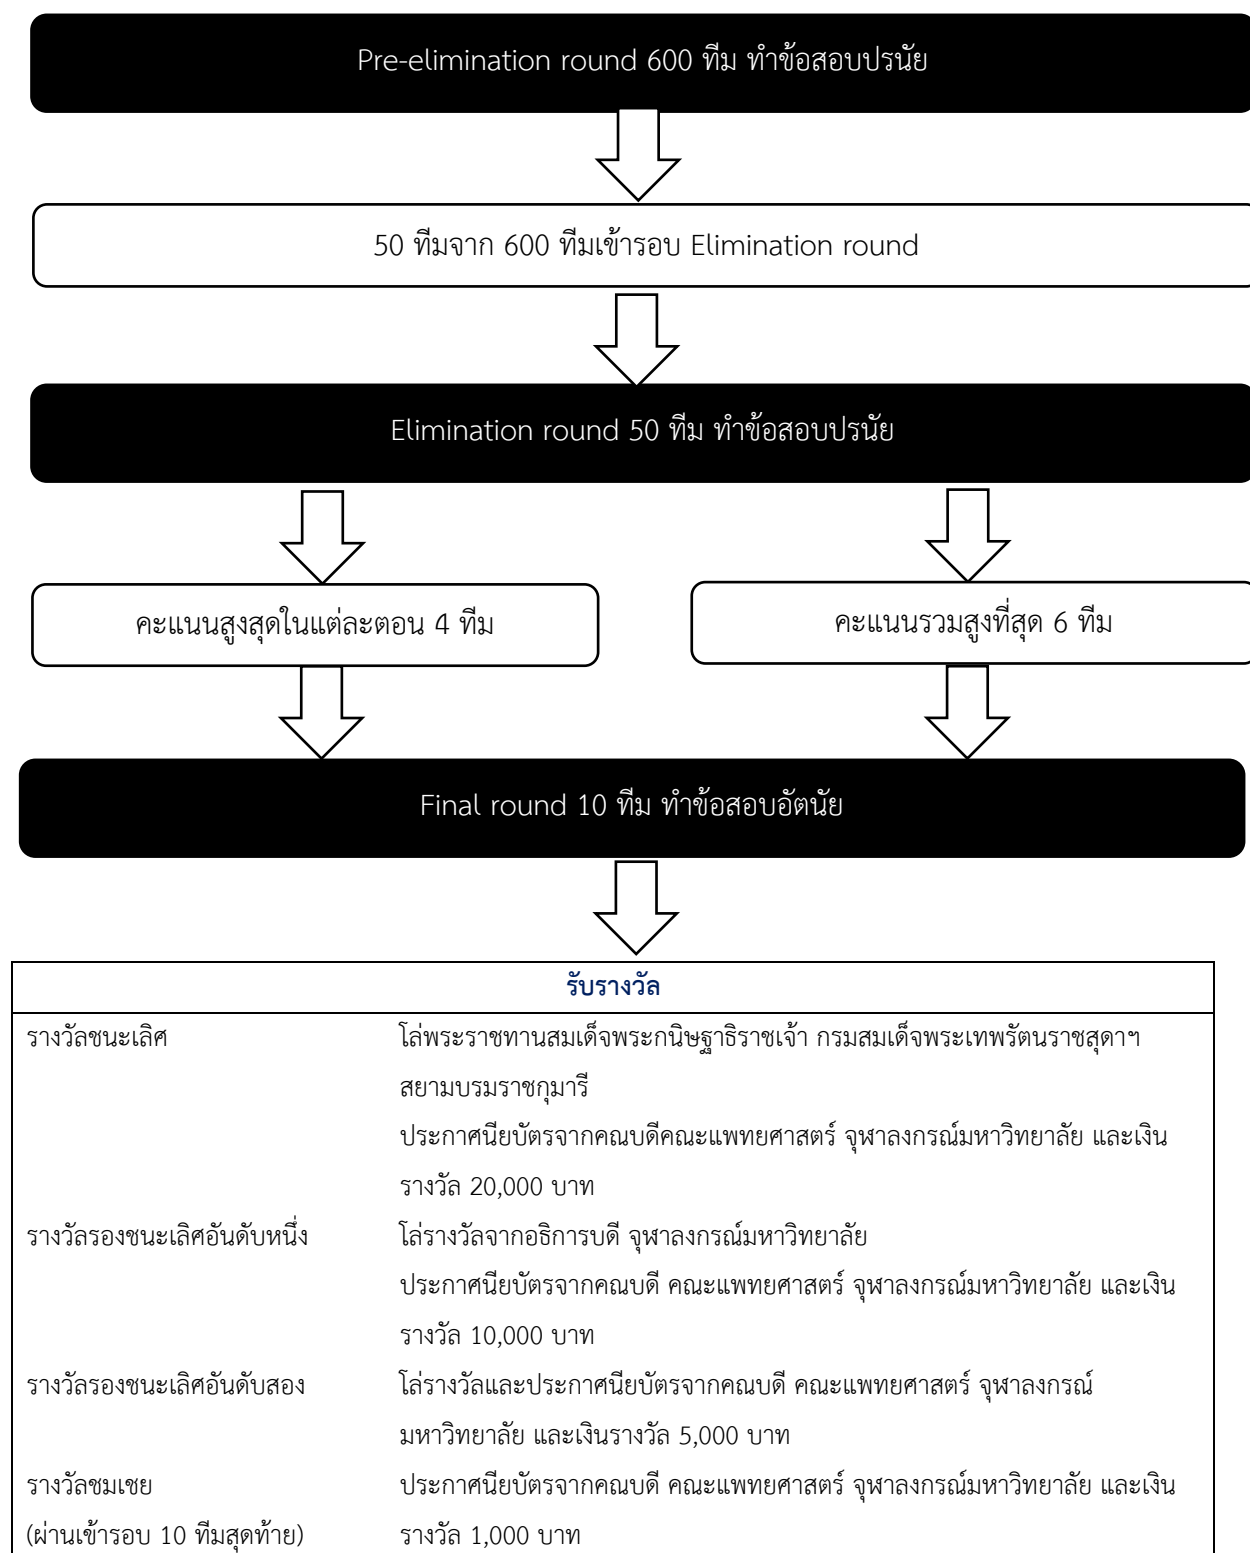 Pre-elimination round 600 ทีม ทำข้อสอบปรนัย
50 ทีมจาก 600 ทีมเข้ารอบ Elimination round
Elimination round 50 ทีม ทำข้อสอบปรนัย
คะแนนสูงสุดในแต่ละตอน 4 ทีม
คะแนนรวมสูงที่สุด 6 ทีม
Final round 10 ทีม ทำข้อสอบอัตนัย
รับรางวัล
รางวัลชนะเลิศ โล่พระราชทานสมเด็จพระกนิษฐาธิราชเจ้า กรมสมเด็จพระเทพรัตนราชสุดาฯ
สยามบรมราชกุมารี
ประกาศนียบัตรจากคณบดีคณะแพทยศาสตร์ จุฬาลงกรณ์มหาวิทยาลัย และเงิน
รางวัล 20,000 บาท
รางวัลรองชนะเลิศอันดับหนึ่ง โล่รางวัลจากอธิการบดี จุฬาลงกรณ์มหาวิทยาลัย
ประกาศนียบัตรจากคณบดี คณะแพทยศาสตร์ จุฬาลงกรณ์มหาวิทยาลัย และเงิน
รางวัล 10,000 บาท
รางวัลรองชนะเลิศอันดับสอง โล่รางวัลและประกาศนียบัตรจากคณบดี คณะแพทยศาสตร์ จุฬาลงกรณ์
มหาวิทยาลัย และเงินรางวัล 5,000 บาท
รางวัลชมเชย ประกาศนียบัตรจากคณบดี คณะแพทยศาสตร์ จุฬาลงกรณ์มหาวิทยาลัย และเงิน
(ผ่านเข้ารอบ 10 ทีมสุดท้าย) รางวัล 1,000 บาท